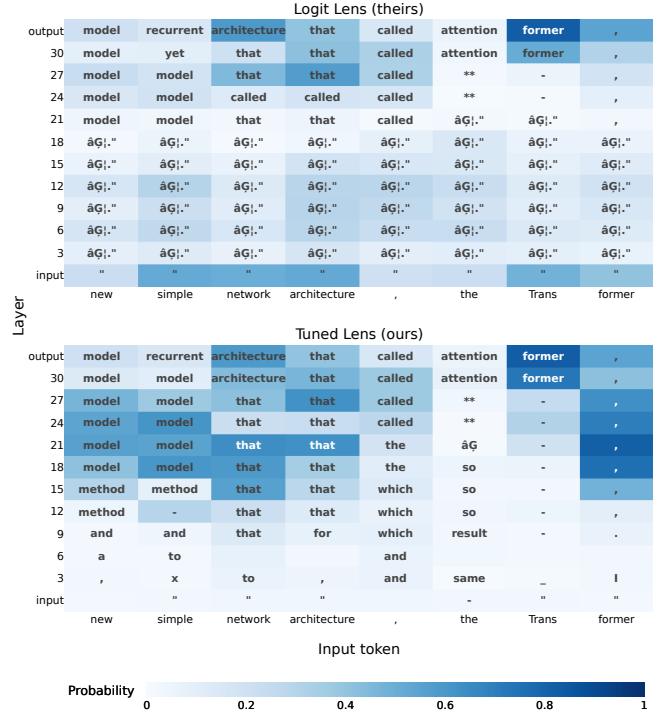 Logit Lens (theirs)
output model recurrent architecture that called attention former ,
30 model yet that that called attention former ,
27 model model that that called ** - ,
24 model model called called called ** - ,
21 model model that that called âĢ¦." âĢ¦." ,
18 âĢ¦." âĢ¦." âĢ¦." âĢ¦." âĢ¦." âĢ¦." âĢ¦." âĢ¦."
15 âĢ¦." âĢ¦." âĢ¦." âĢ¦." âĢ¦." âĢ¦." âĢ¦." âĢ¦."
12 âĢ¦." âĢ¦." âĢ¦." âĢ¦." âĢ¦." âĢ¦." âĢ¦." âĢ¦."
9 âĢ¦." âĢ¦." âĢ¦." âĢ¦." âĢ¦." âĢ¦." âĢ¦." âĢ¦."
6 âĢ¦." âĢ¦." âĢ¦." âĢ¦." âĢ¦." âĢ¦." âĢ¦." âĢ¦."
3 âĢ¦." âĢ¦." âĢ¦." âĢ¦." âĢ¦." âĢ¦." âĢ¦." âĢ¦."
input " " " " " " " "
new simple network architecture , the Trans former
Layer
Tuned Lens (ours)
output model recurrent architecture that called attention former ,
30 model model architecture that called attention former ,
27 model model that that called ** - ,
24 model model that that called ** - ,
21 model model that that the âĢ - ,
18 model model that that the so - ,
15 method method that that which so - ,
12 method - that that which so - ,
9 and and that for which result - .
6 a to and
3 , x to , and same _ I
input " " " - " "
new simple network architecture , the Trans former
Input token
Probability
0 0.2 0.4 0.6 0.8 1